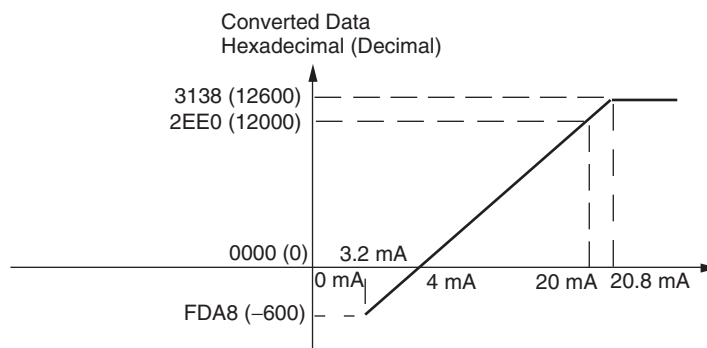 Converted Data
Hexadecimal (Decimal)
3138 (12600)
2EE0 (12000)
0000 (0)
3.2 mA
0 mA
4 mA
20 mA
20.8 mA
FDA8 (−600)